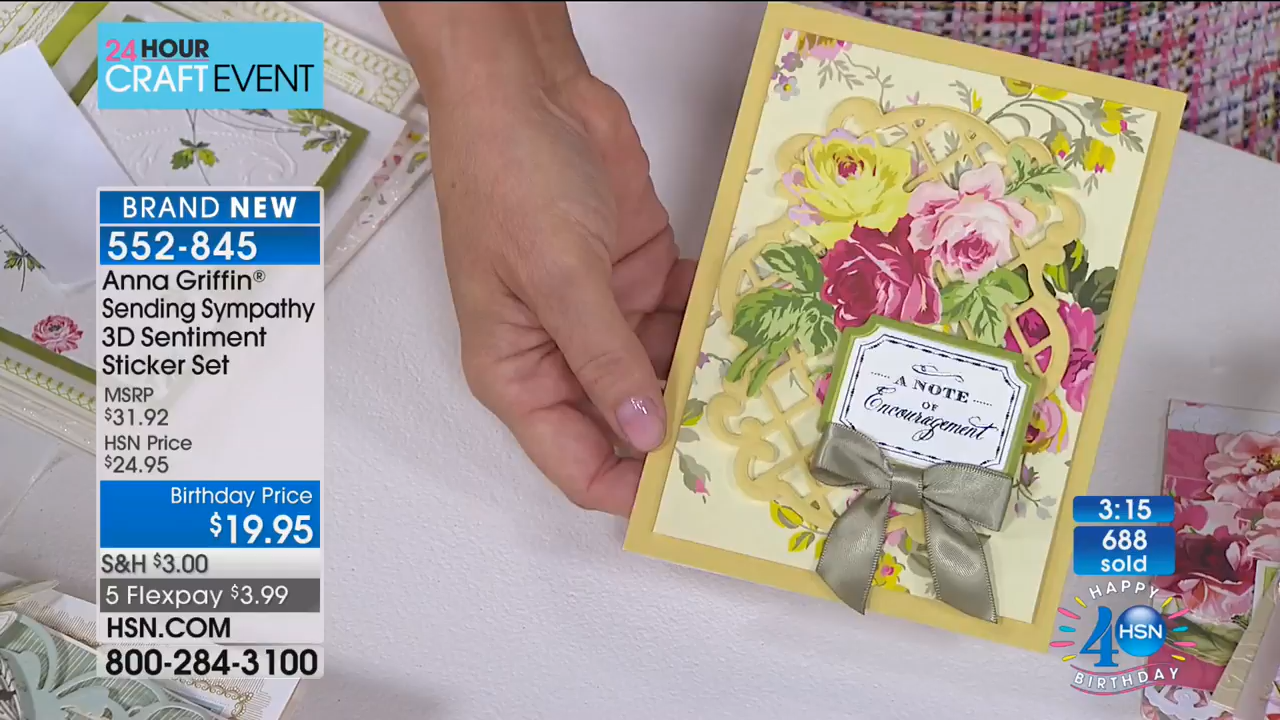 24 HOUR
CRAFT EVENT
BRAND NEW
552-845
Anna Griffin®
Sending Sympathy
3D Sentiment
Sticker Set
MSRP
$31.92
HSN Price
$24.95
Birthday Price
$19.95
S&H $3.00
5 Flexpay $3.99
HSN.COM
800-284-3100
A NOTE
OF
Encouragement
3:15
688
sold
HAPPY
40
HSN
BIRTHDAY